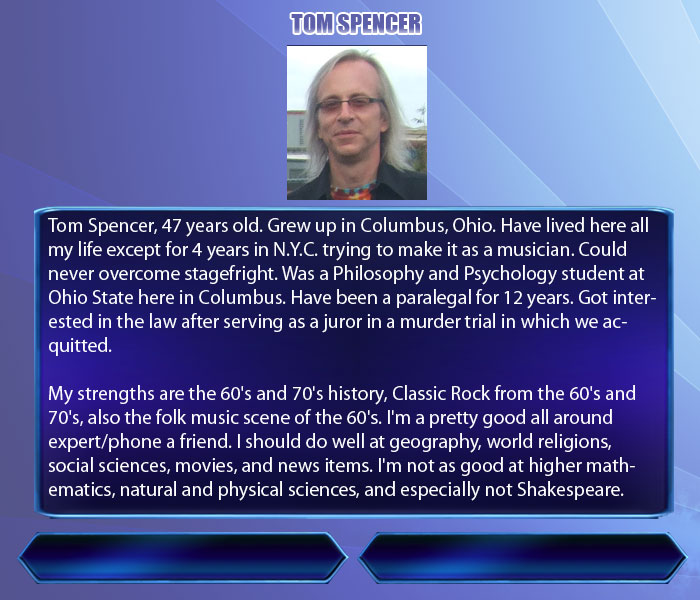 TOM SPENCER
Tom Spencer, 47 years old. Grew up in Columbus, Ohio. Have lived here all
my life except for 4 years in N.Y.C. trying to make it as a musician. Could
never overcome stagefright. Was a Philosophy and Psychology student at
Ohio State here in Columbus. Have been a paralegal for 12 years. Got inter-
ested in the law after serving as a juror in a murder trial in which we ac-
quitted.
My strengths are the 60's and 70's history, Classic Rock from the 60's and
70's, also the folk music scene of the 60's. I'm a pretty good all around
expert/phone a friend. I should do well at geography, world religions,
social sciences, movies, and news items. I'm not as good at higher math-
ematics, natural and physical sciences, and especially not Shakespeare.